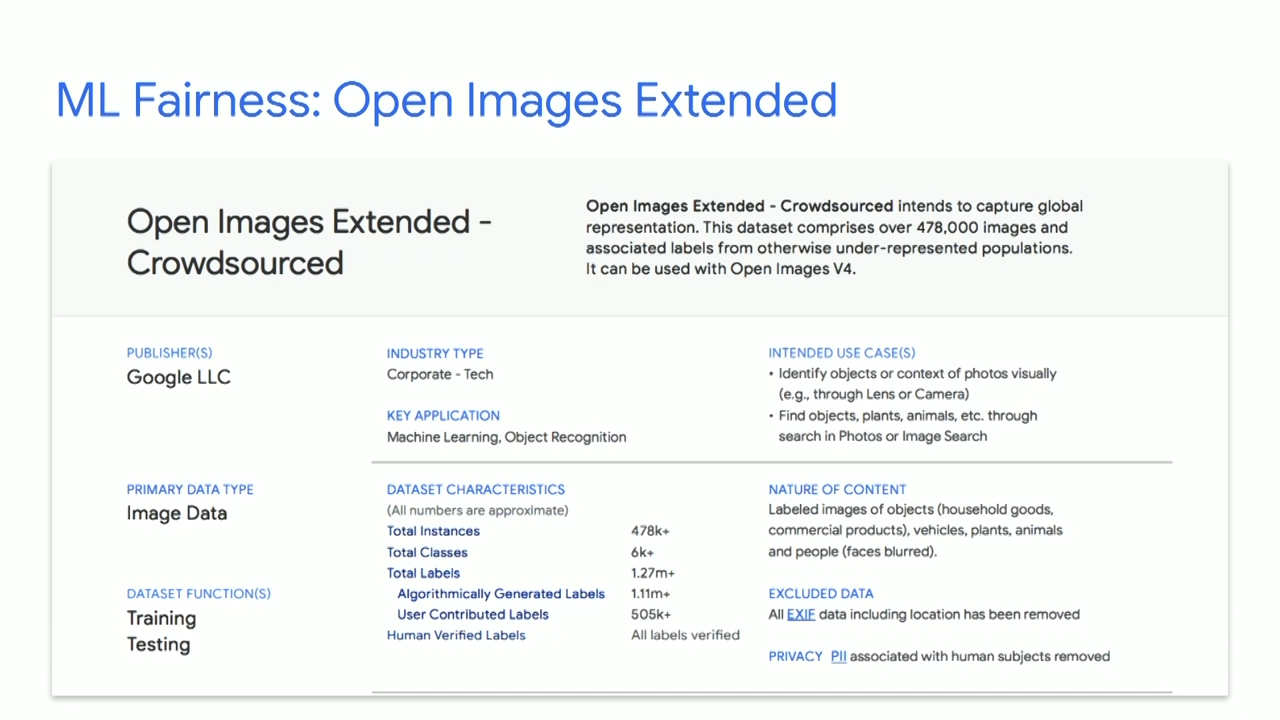 ML Fairness: Open Images Extended
Open Images Extended -
Crowdsourced
Open Images Extended - Crowdsourced intends to capture global
representation. This dataset comprises over 478,000 images and
associated labels from otherwise under-represented populations.
It can be used with Open Images V4.
PUBLISHER(S)
Google LLC
INDUSTRY TYPE
Corporate - Tech
KEY APPLICATION
Machine Learning, Object Recognition
INTENDED USE CASE(S)
• Identify objects or context of photos visually
(e.g., through Lens or Camera)
• Find objects, plants, animals, etc. through
search in Photos or Image Search
PRIMARY DATA TYPE
Image Data
DATASET FUNCTION(S)
Training
Testing
DATASET CHARACTERISTICS
(All numbers are approximate)
Total Instances 478k+
Total Classes 6k+
Total Labels 1.27m+
Algorithmically Generated Labels 1.11m+
User Contributed Labels 505k+
Human Verified Labels All labels verified
NATURE OF CONTENT
Labeled images of objects (household goods,
commercial products), vehicles, plants, animals
and people (faces blurred).
EXCLUDED DATA
All EXIF data including location has been removed
PRIVACY PII associated with human subjects removed